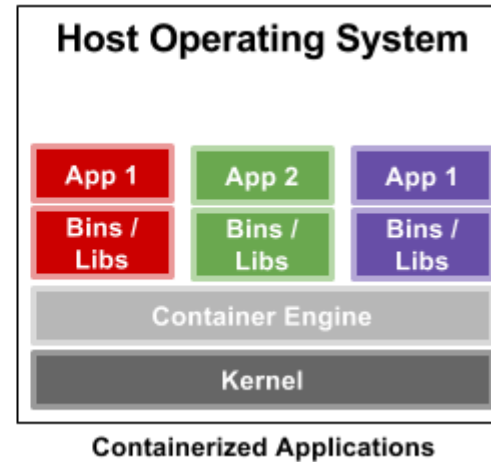 Host Operating System
App 1
App 2
App 1
Bins /
Libs
Bins /
Libs
Bins /
Libs
Container Engine
Kernel
Containerized Applications